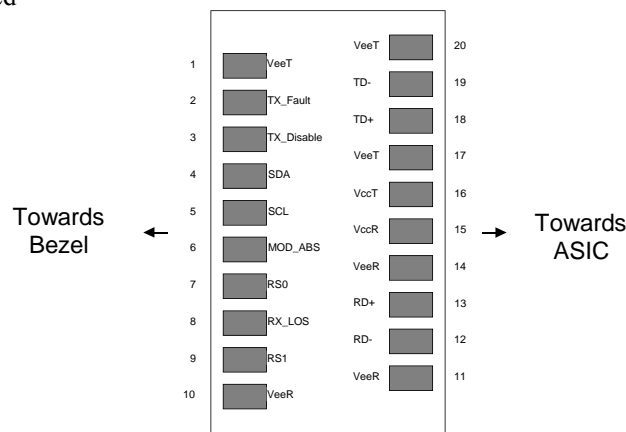 VeeT 20
1 VeeT
TD- 19
2 TX_Fault
TD+ 18
3 TX_Disable
VeeT 17
4 SDA
VccT 16
5 SCL
Towards
Bezel
VccR 15
Towards
ASIC
6 MOD_ABS
VeeR 14
7 RS0
RD+ 13
8 RX_LOS
RD- 12
9 RS1
VeeR 11
10 VeeR